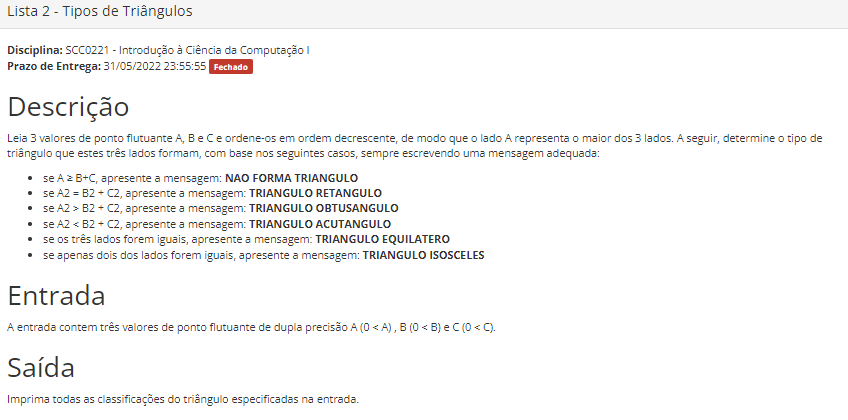 Lista 2 - Tipos de Triângulos
Disciplina: SCC0221 - Introdução à Ciência da Computação I
Prazo de Entrega: 31/05/2022 23:55:55 Fechado
Descrição
Leia 3 valores de ponto flutuante A, B e C e ordene-os em ordem decrescente, de modo que o lado A representa o maior dos 3 lados. A seguir, determine o tipo de
triângulo que estes três lados formam, com base nos seguintes casos, sempre escrevendo uma mensagem adequada:
• se A ≥ B+C, apresente a mensagem: NAO FORMA TRIANGULO
• se A2 = B2 + C2, apresente a mensagem: TRIANGULO RETANGULO
• se A2 > B2 + C2, apresente a mensagem: TRIANGULO OBTUSANGULO
• se A2 < B2 + C2, apresente a mensagem: TRIANGULO ACUTANGULO
• se os três lados forem iguais, apresente a mensagem: TRIANGULO EQUILATERO
• se apenas dois dos lados forem iguais, apresente a mensagem: TRIANGULO ISOSCELES
Entrada
A entrada contem três valores de ponto flutuante de dupla precisão A (0 < A) , B (0 < B) e C (0 < C).
Saída
Imprima todas as classificações do triângulo especificadas na entrada.